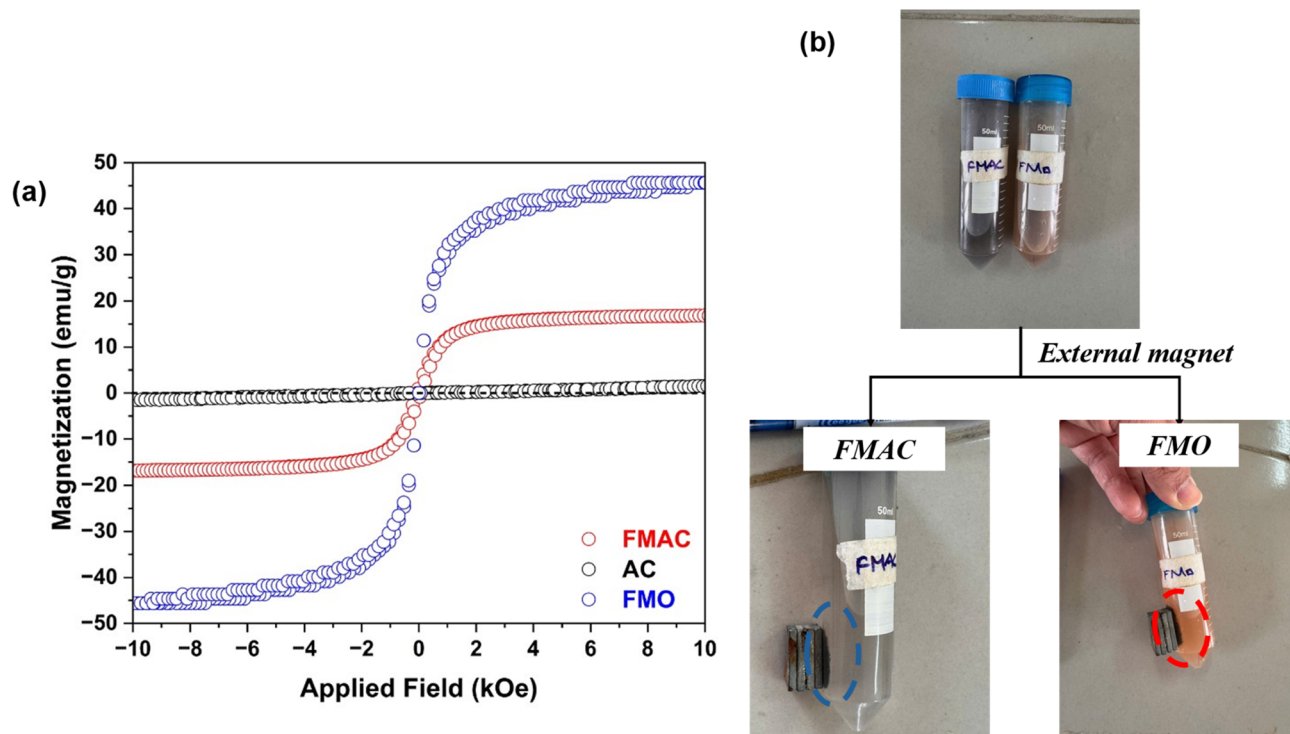 (a)
Magnetization (emu/g)
50
40
30
20
10
0
−10
−20
−30
−40
−50
−10 −8 −6 −4 −2 0 2 4 6 8 10
Applied Field (kOe)
FMAC
AC
FMO
(b)
50ml 50ml
FMAC FMO
External magnet
FMAC
50ml
FMAC
FMO
50ml
FMO